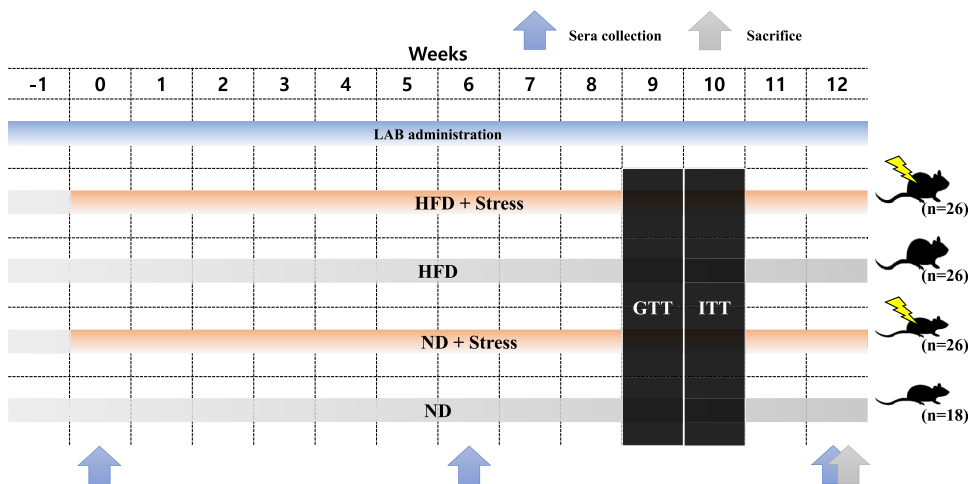 Sera collection
Sacrifice
Weeks
-1 0 1 2 3 4 5 6 7 8 9 10 11 12
LAB administration
HFD + Stress
(n=26)
HFD
(n=26)
GTT ITT
ND + Stress
(n=26)
ND
(n=18)